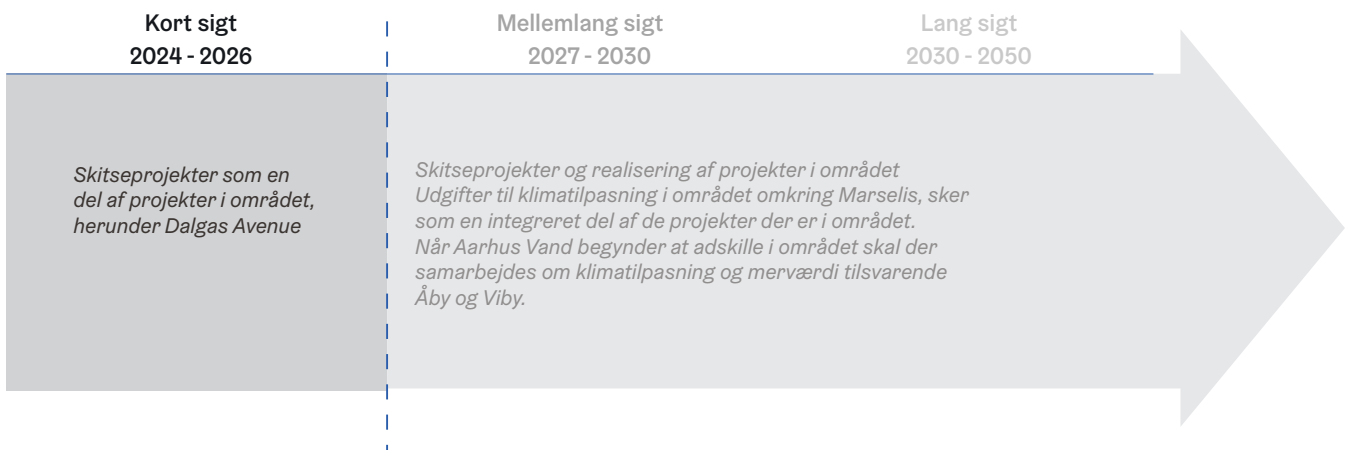 Kort sigt
2024 - 2026
Mellemlang sigt
2027 - 2030
Lang sigt
2030 - 2050
Skitseprojekter som en
del af projekter i området,
herunder Dalgas Avenue
Skitseprojekter og realisering af projekter i området
Udgifter til klimatilpasning i området omkring Marselis, sker
som en integreret del af de projekter der er i området.
Når Aarhus Vand begynder at adskille i området skal der
samarbejdes om klimatilpasning og merværdi tilsvarende
Åby og Viby.